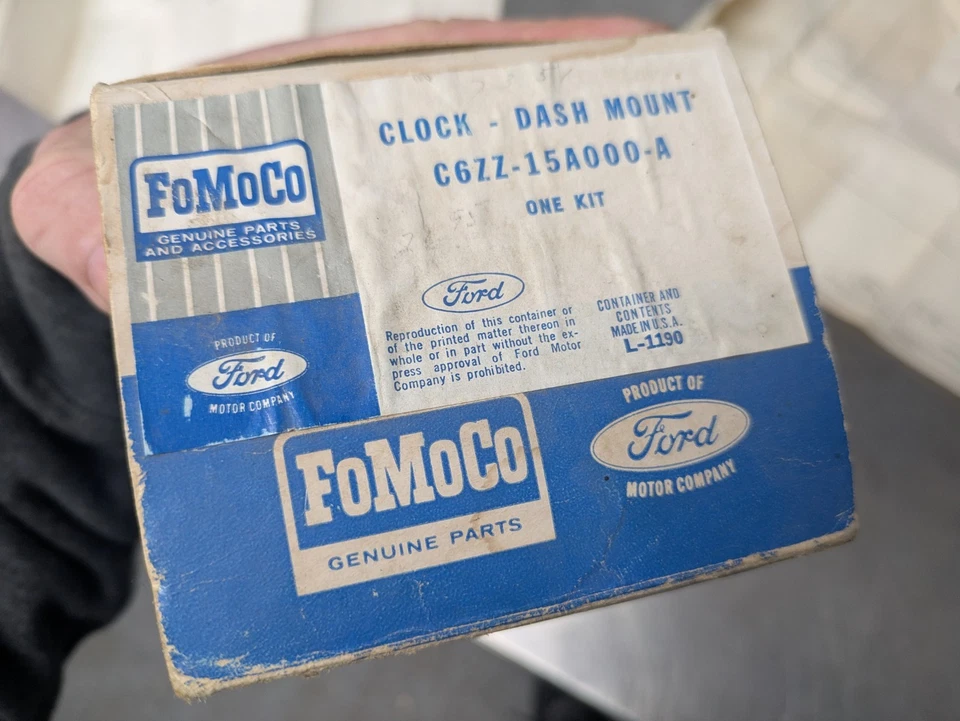 CLOCK - DASH MOUNT
C6ZZ-15A000-A
ONE KIT
FoMoCo
GENUINE PARTS
AND ACCESSORIES
PRODUCT OF
Ford
MOTOR COMPANY
Ford
Reproduction of this container or
of the printed matter thereon in
whole or in part without the ex-
press approval of Ford Motor
Company is prohibited.
CONTAINER AND
CONTENTS
MADE IN U.S.A.
L-1190
FoMoCo
GENUINE PARTS
PRODUCT OF
Ford
MOTOR COMPANY